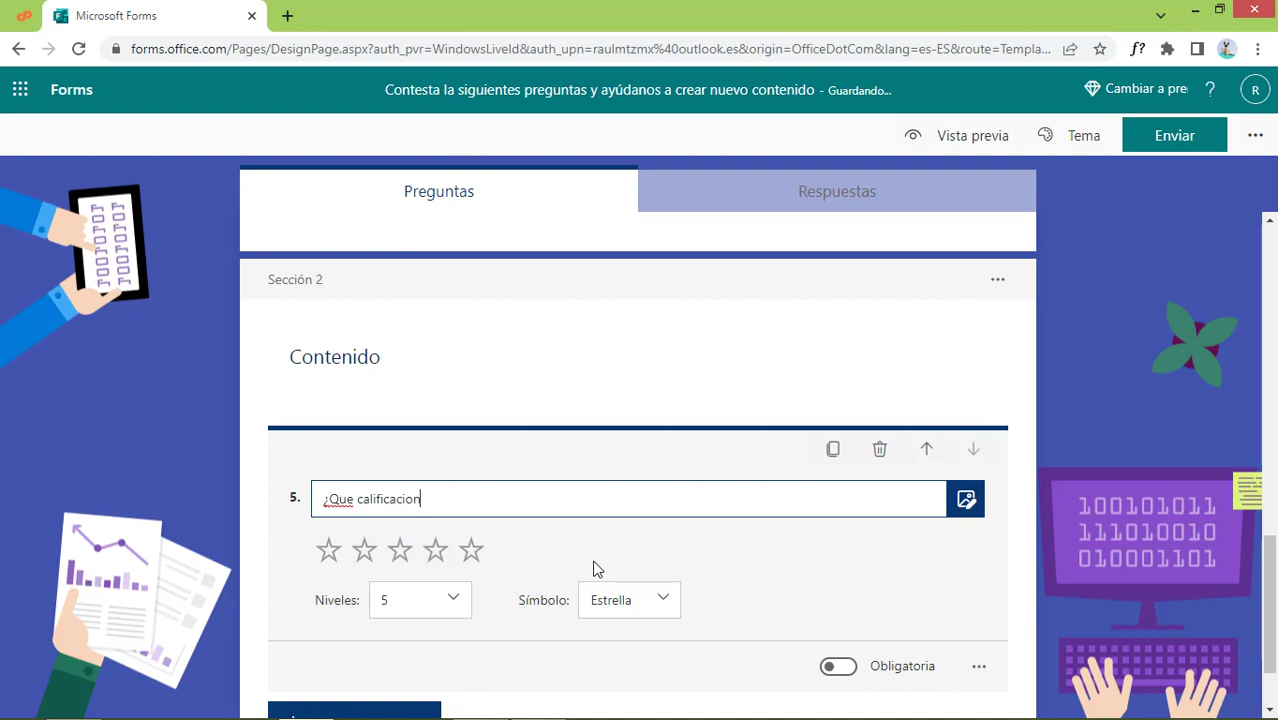 Microsoft Forms
forms.office.com/Pages/DesignPage.aspx?auth_pvr=WindowsLiveId&auth_upn=raulmtzmx%40outlook.es&origin=OfficeDotCom&lang=es-ES&route=Templa...
f?
Forms
Contesta la siguientes preguntas y ayúdanos a crear nuevo contenido - Guardando...
Cambiar a pre
?
R
Vista previa
Tema
Enviar
Preguntas
Respuestas
Sección 2
Contenido
5.
¿Que calificacion
Niveles:
5
Símbolo:
Estrella
Obligatoria
100101011
111010010
010001101